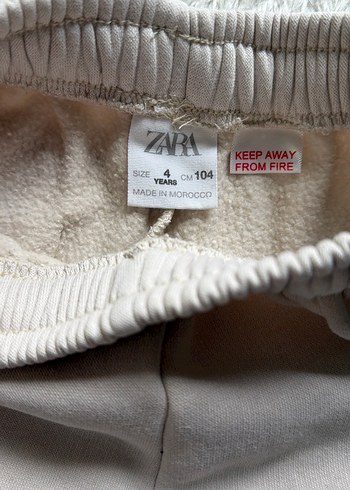 ZARA
SIZE 4 YEARS CM 104
MADE IN MOROCCO
KEEP AWAY
FROM FIRE